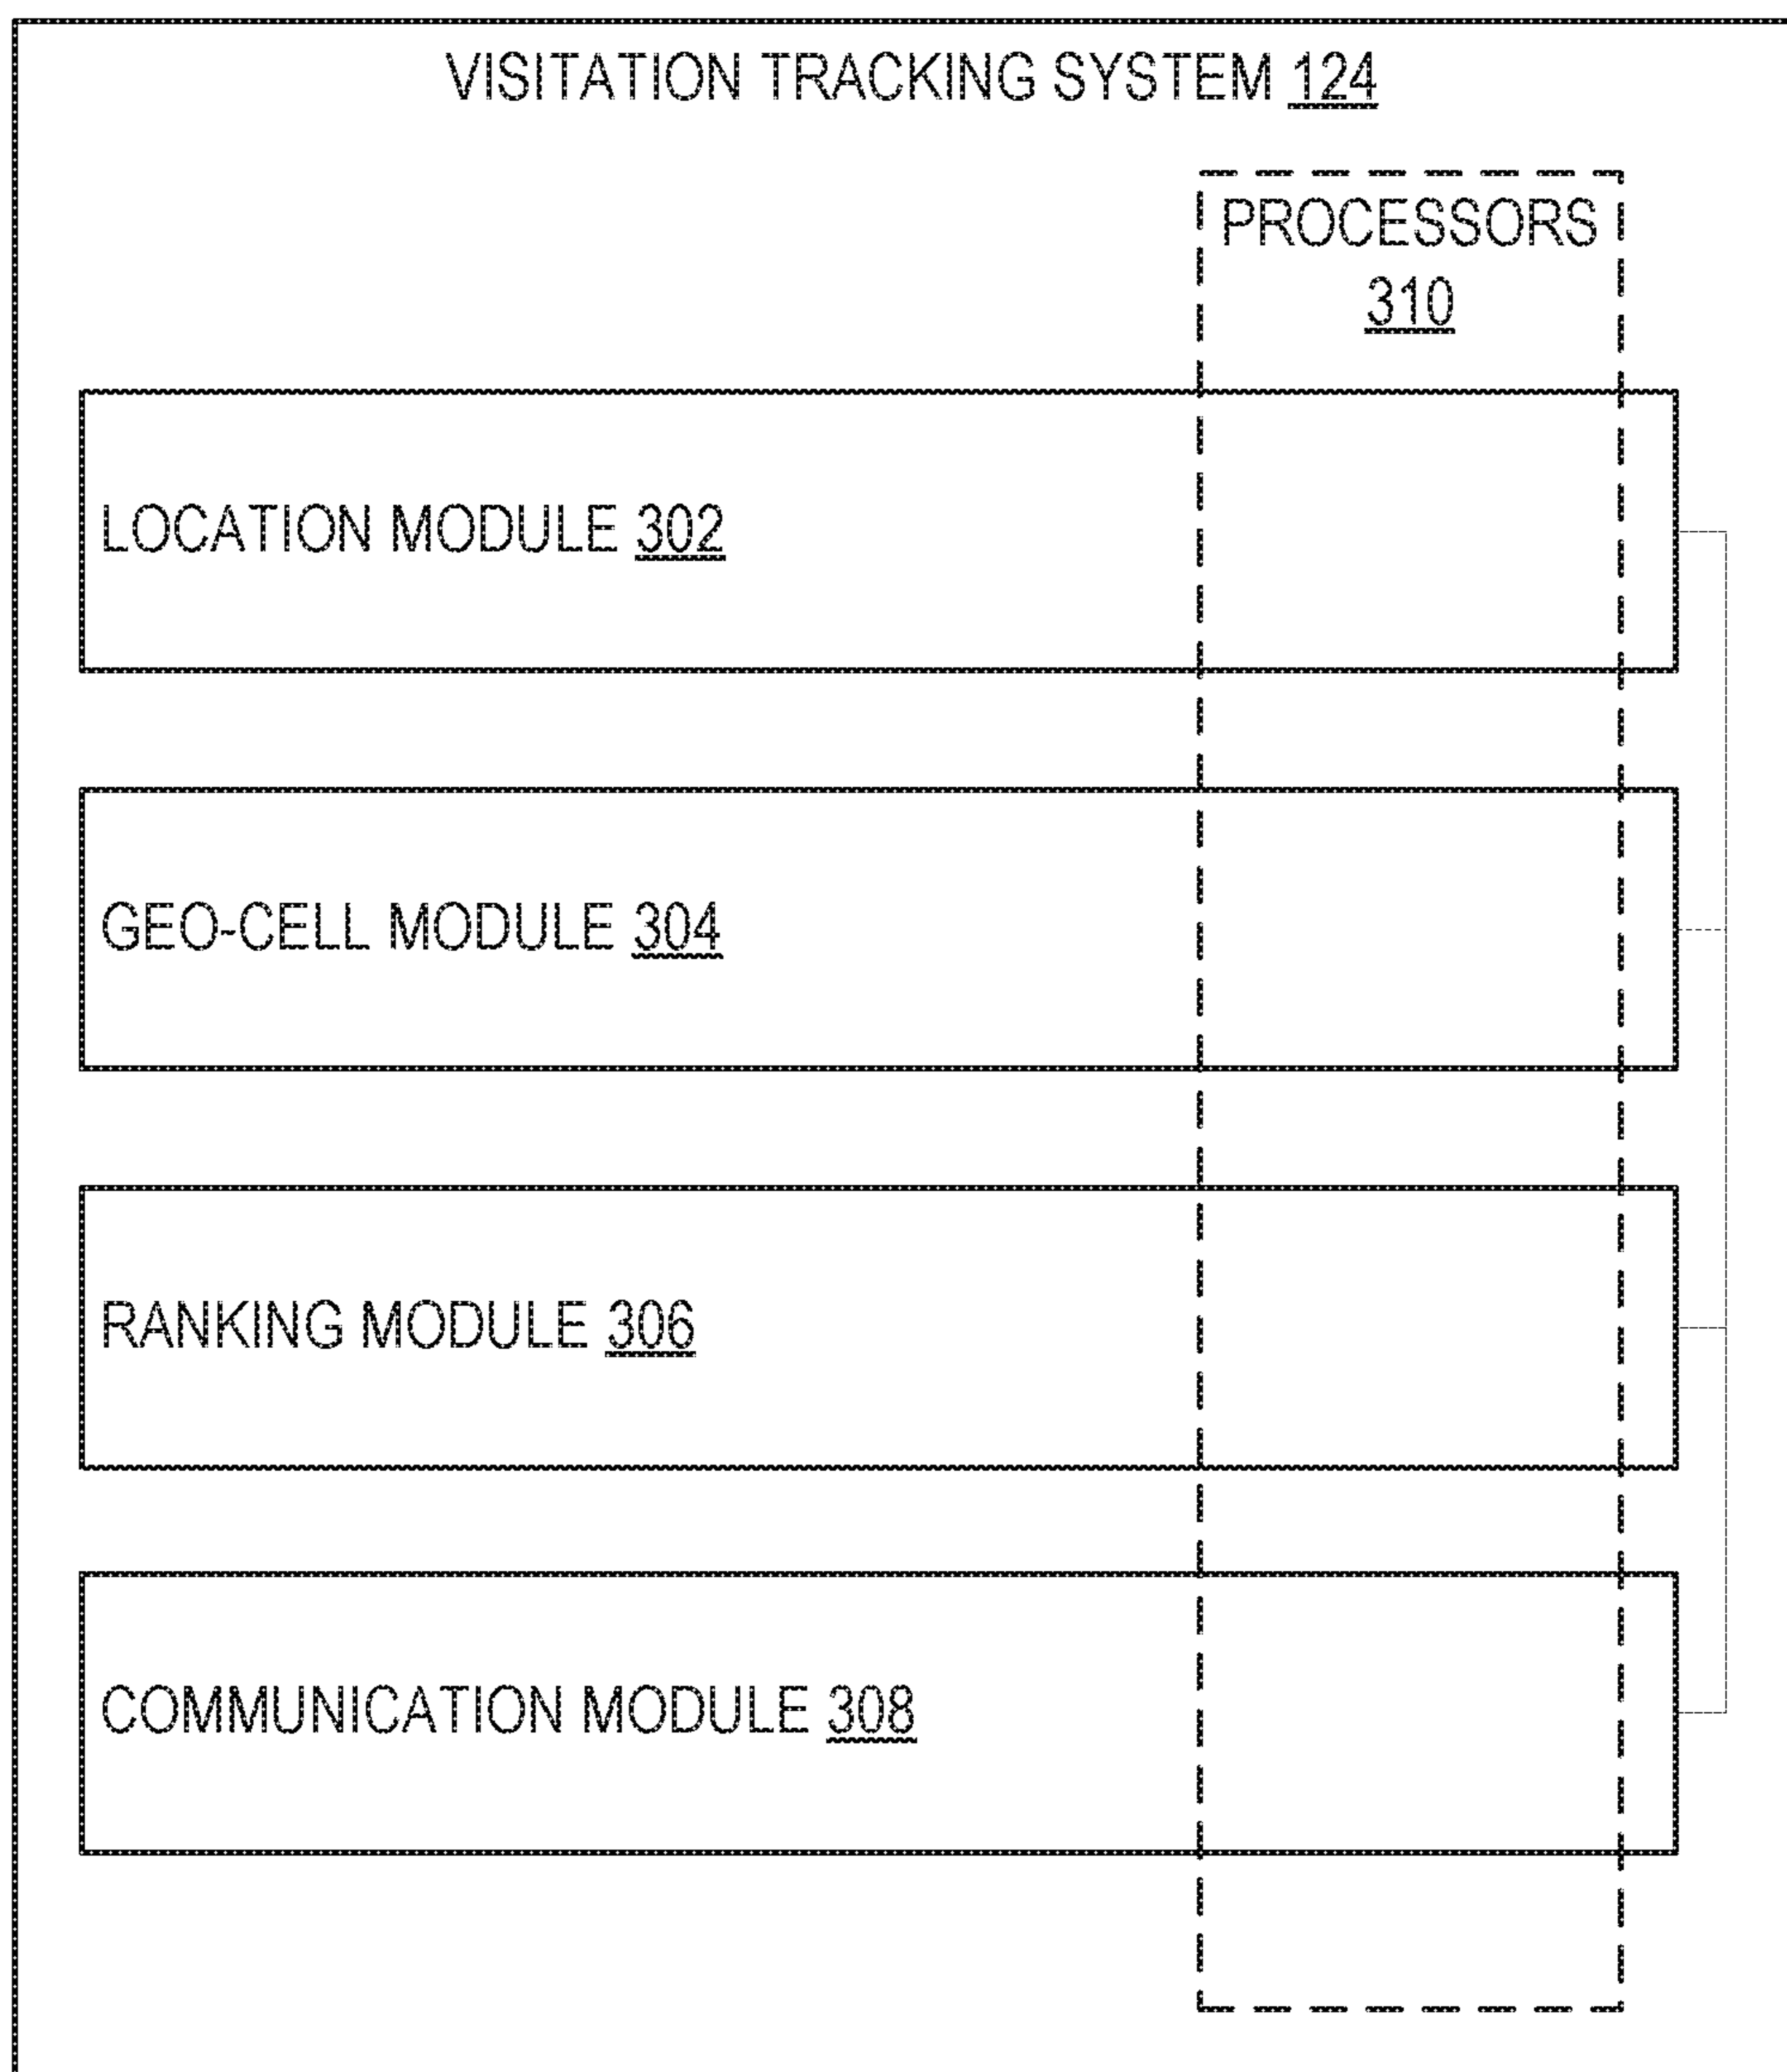 VISITATION TRACKING SYSTEM 124
PROCESSORS
310
LOCATION MODULE 302
GEO-CELL MODULE 304
RANKING MODULE 306
COMMUNICATION MODULE 308